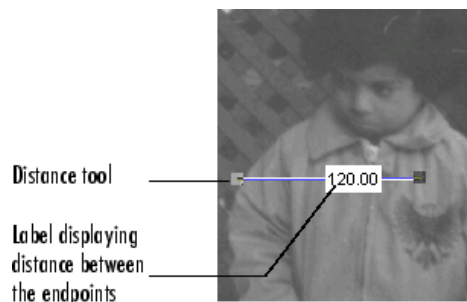 Distance tool
120.00
Label displaying
distance between
the endpoints